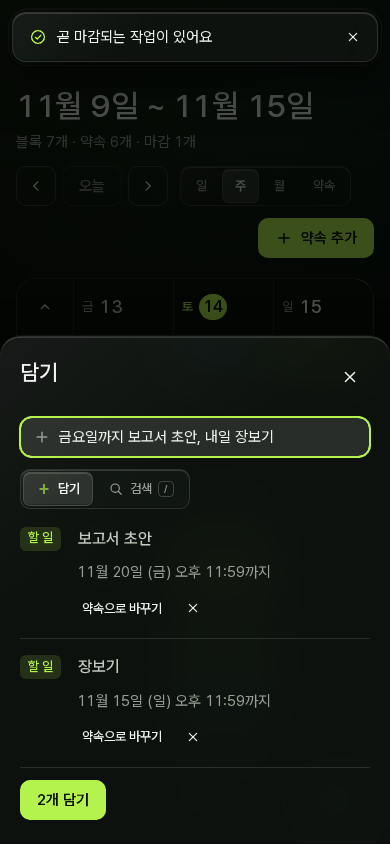 곧 마감되는 작업이 있어요
11월 9일 ~ 11월 15일
블록 7개 · 약속 6개 · 마감 1개
오늘 일 주 월 약속
+ 약속 추가
금 13 토 14 일 15
담기
금요일까지 보고서 초안, 내일 장보기
+ 담기 검색 /
할 일 보고서 초안
11월 20일 (금) 오후 11:59까지
약속으로 바꾸기
할 일 장보기
11월 15일 (일) 오후 11:59까지
약속으로 바꾸기
2개 담기